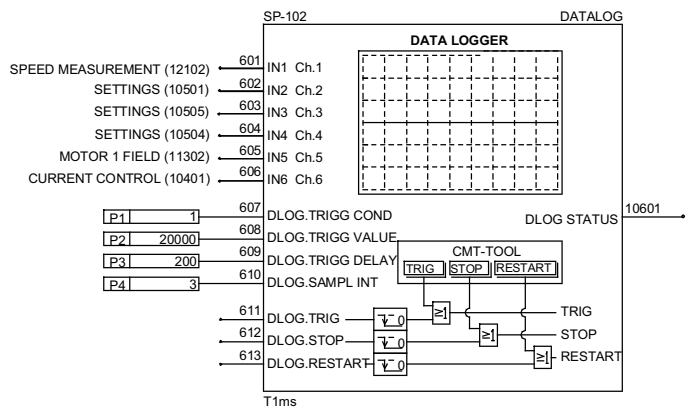 SP-102 DATALOG
DATA LOGGER
SPEED MEASUREMENT (12102) 601 IN1 Ch.1
SETTINGS (10501) 602 IN2 Ch.2
SETTINGS (10505) 603 IN3 Ch.3
SETTINGS (10504) 604 IN4 Ch.4
MOTOR 1 FIELD (11302) 605 IN5 Ch.5
CURRENT CONTROL (10401) 606 IN6 Ch.6
P1 1 607 DLOG.TRIGG COND
DLOG STATUS 10601
P2 20000 608 DLOG.TRIGG VALUE
P3 200 609 DLOG.TRIGG DELAY
P4 3 610 DLOG.SAMPL INT
CMT-TOOL
TRIG STOP RESTART
611 DLOG.TRIG 0 ≥1 TRIG
612 DLOG.STOP 0 ≥1 STOP
613 DLOG.RESTART 0 ≥1 RESTART
T1ms